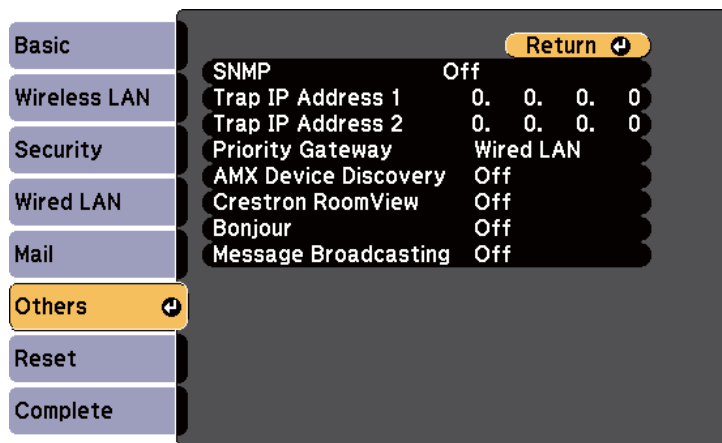 Basic
Wireless LAN
Security
Wired LAN
Mail
Others
Reset
Complete
Return
SNMP Off
Trap IP Address 1 0. 0. 0. 0
Trap IP Address 2 0. 0. 0. 0
Priority Gateway Wired LAN
AMX Device Discovery Off
Crestron RoomView Off
Bonjour Off
Message Broadcasting Off